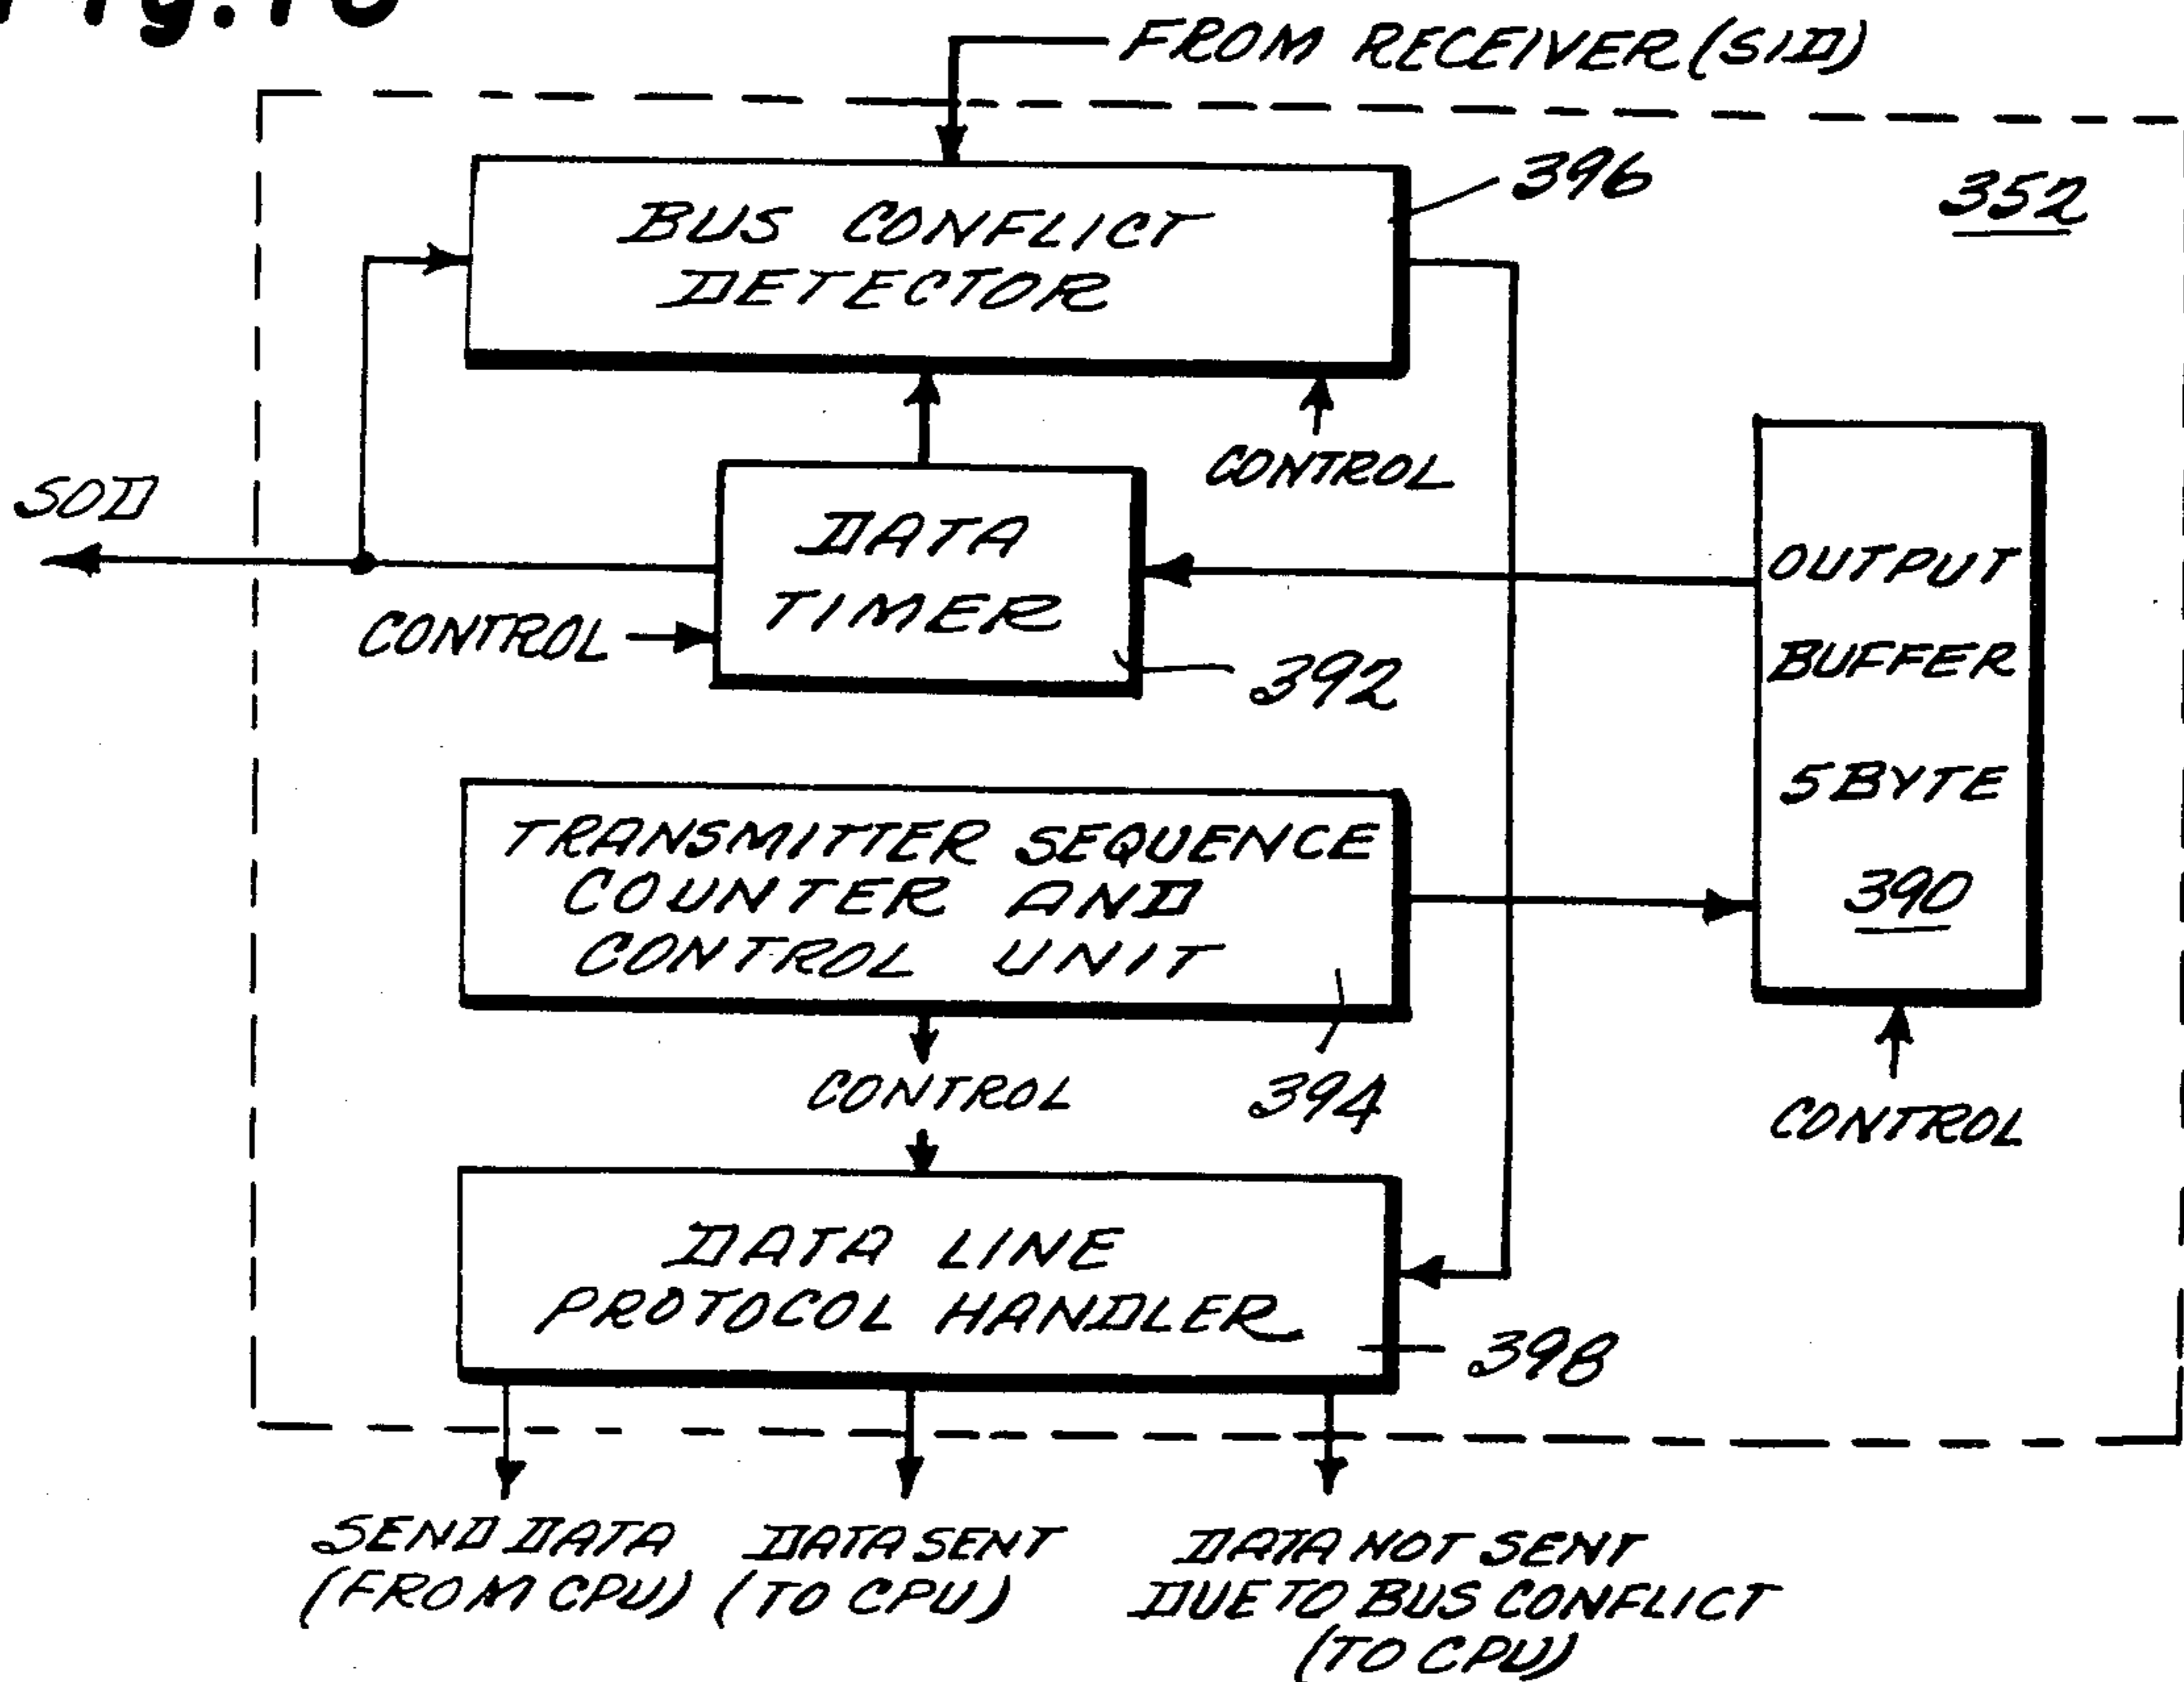 FROM RECEIVER (SID)
396
352
BUS CONFLICT
DETECTOR
CONTROL
SOD
DATA
TIMER
CONTROL
392
OUTPUT
BUFFER
5 BYTE
390
TRANSMITTER SEQUENCE
COUNTER AND
CONTROL UNIT
CONTROL
394
CONTROL
DATA LINE
PROTOCOL HANDLER
398
SEND DATA
(FROM CPU)
DATA SENT
(TO CPU)
DATA NOT SENT
DUE TO BUS CONFLICT
(TO CPU)